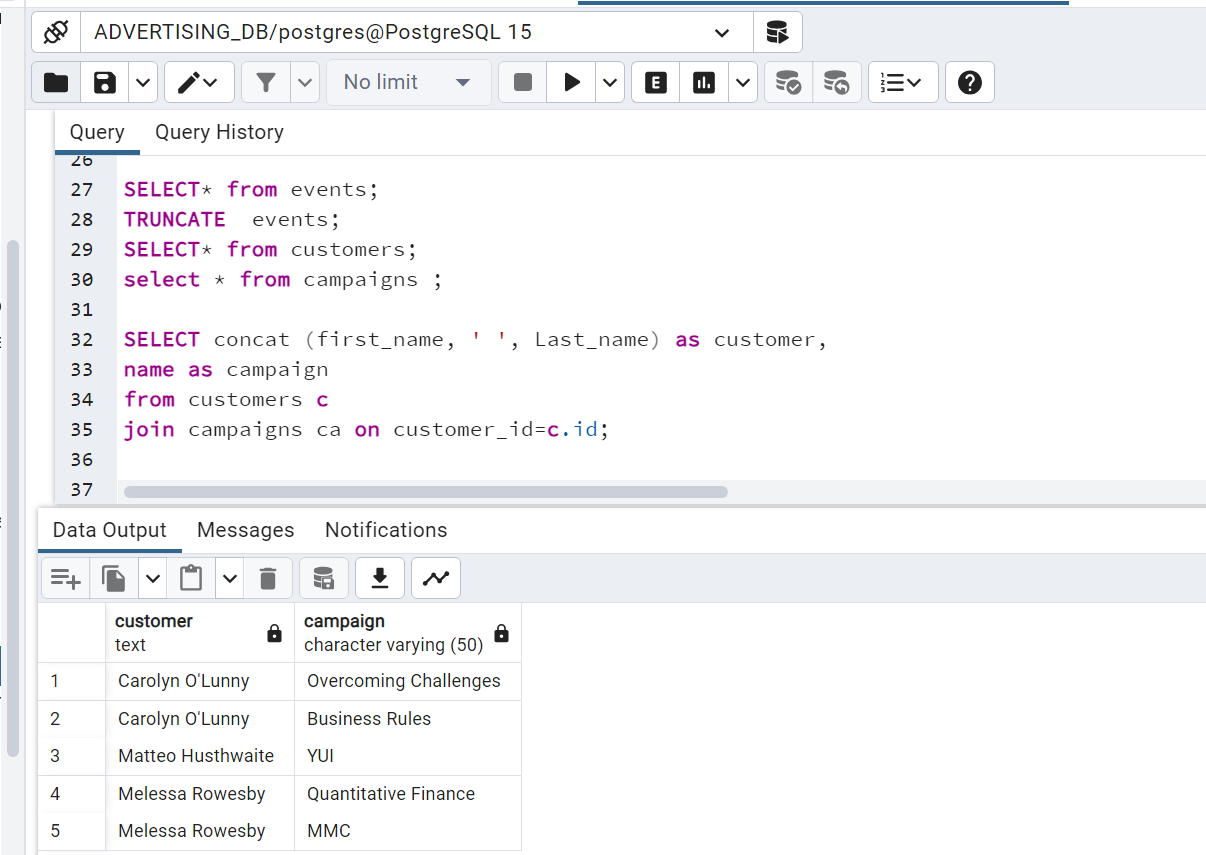 ADVERTISING_DB/postgres@PostgreSQL 15
No limit
E
Query Query History
26
27 SELECT* from events;
28 TRUNCATE  events;
29 SELECT* from customers;
30 select * from campaigns ;
31
32 SELECT concat (first_name, ' ', Last_name) as customer,
33 name as campaign
34 from customers c
35 join campaigns ca on customer_id=c.id;
36
37
Data Output Messages Notifications
customer campaign
text character varying (50)
1 Carolyn O'Lunny Overcoming Challenges
2 Carolyn O'Lunny Business Rules
3 Matteo Husthwaite YUI
4 Melessa Rowesby Quantitative Finance
5 Melessa Rowesby MMC